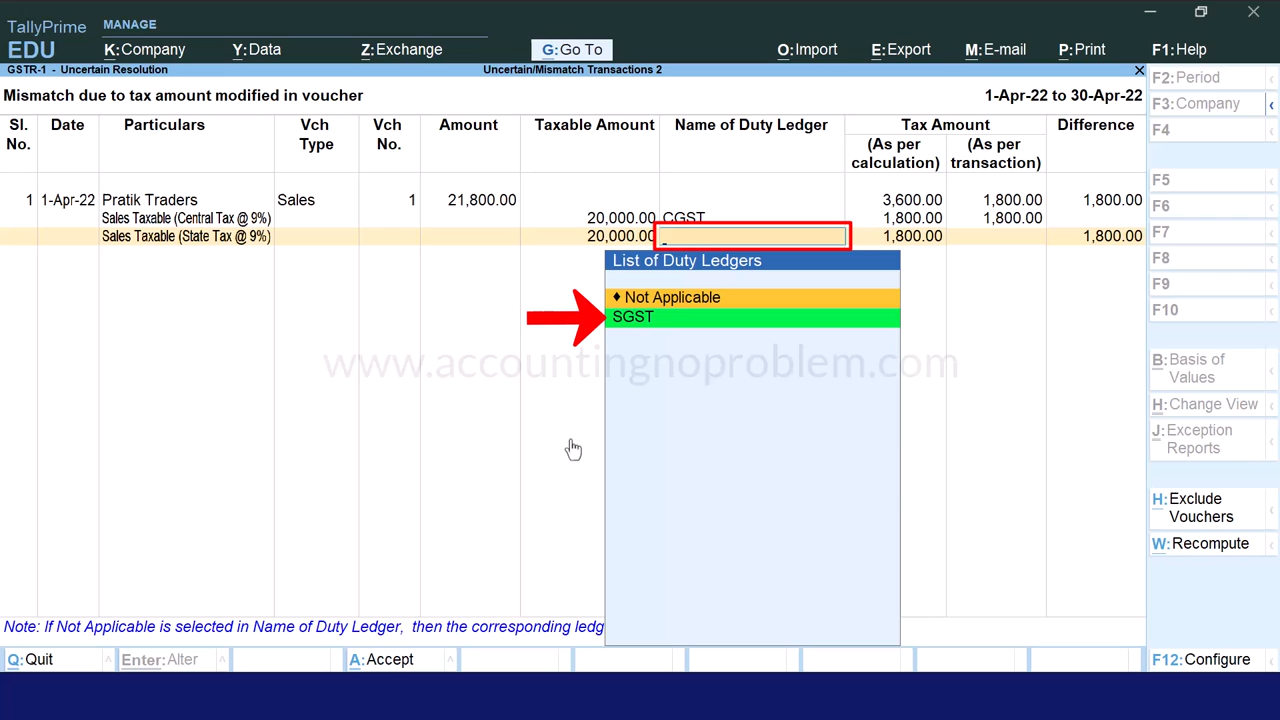 TallyPrime
EDU
MANAGE
K:Company Y:Data Z:Exchange G:Go To O:Import E:Export M:E-mail P:Print F1:Help
GSTR-1 - Uncertain Resolution Uncertain/Mismatch Transactions 2
Mismatch due to tax amount modified in voucher 1-Apr-22 to 30-Apr-22
Sl. Date Particulars Vch Vch Amount Taxable Amount Name of Duty Ledger Tax Amount Difference
No. Type No. (As per (As per
calculation) transaction)
1 1-Apr-22 Pratik Traders Sales 1 21,800.00 3,600.00 1,800.00 1,800.00
Sales Taxable (Central Tax @ 9%) 20,000.00 CGST 1,800.00 1,800.00
Sales Taxable (State Tax @ 9%) 20,000.00 1,800.00 1,800.00
List of Duty Ledgers
♦ Not Applicable
SGST
www.accountingnoproblem.com
Note: If Not Applicable is selected in Name of Duty Ledger, then the corresponding ledg
Q:Quit Enter:Alter A:Accept F12:Configure
F2:Period
F3:Company
F4
F5
F6
F7
F8
F9
F10
B:Basis of
Values
H:Change View
J:Exception
Reports
H:Exclude
Vouchers
W:Recompute